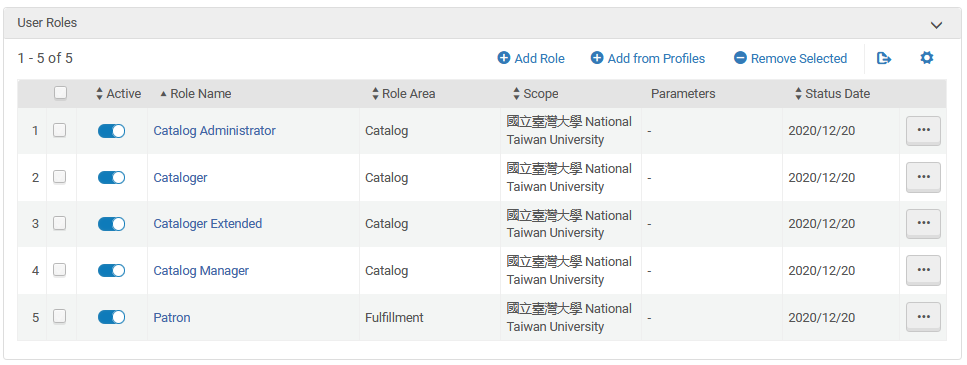 User Roles
1 - 5 of 5 Add Role Add from Profiles Remove Selected
Active Role Name Role Area Scope Parameters Status Date
1 Catalog Administrator Catalog 國立臺灣大學 National Taiwan University - 2020/12/20
2 Cataloger Catalog 國立臺灣大學 National Taiwan University - 2020/12/20
3 Cataloger Extended Catalog 國立臺灣大學 National Taiwan University - 2020/12/20
4 Catalog Manager Catalog 國立臺灣大學 National Taiwan University - 2020/12/20
5 Patron Fulfillment 國立臺灣大學 National Taiwan University - 2020/12/20